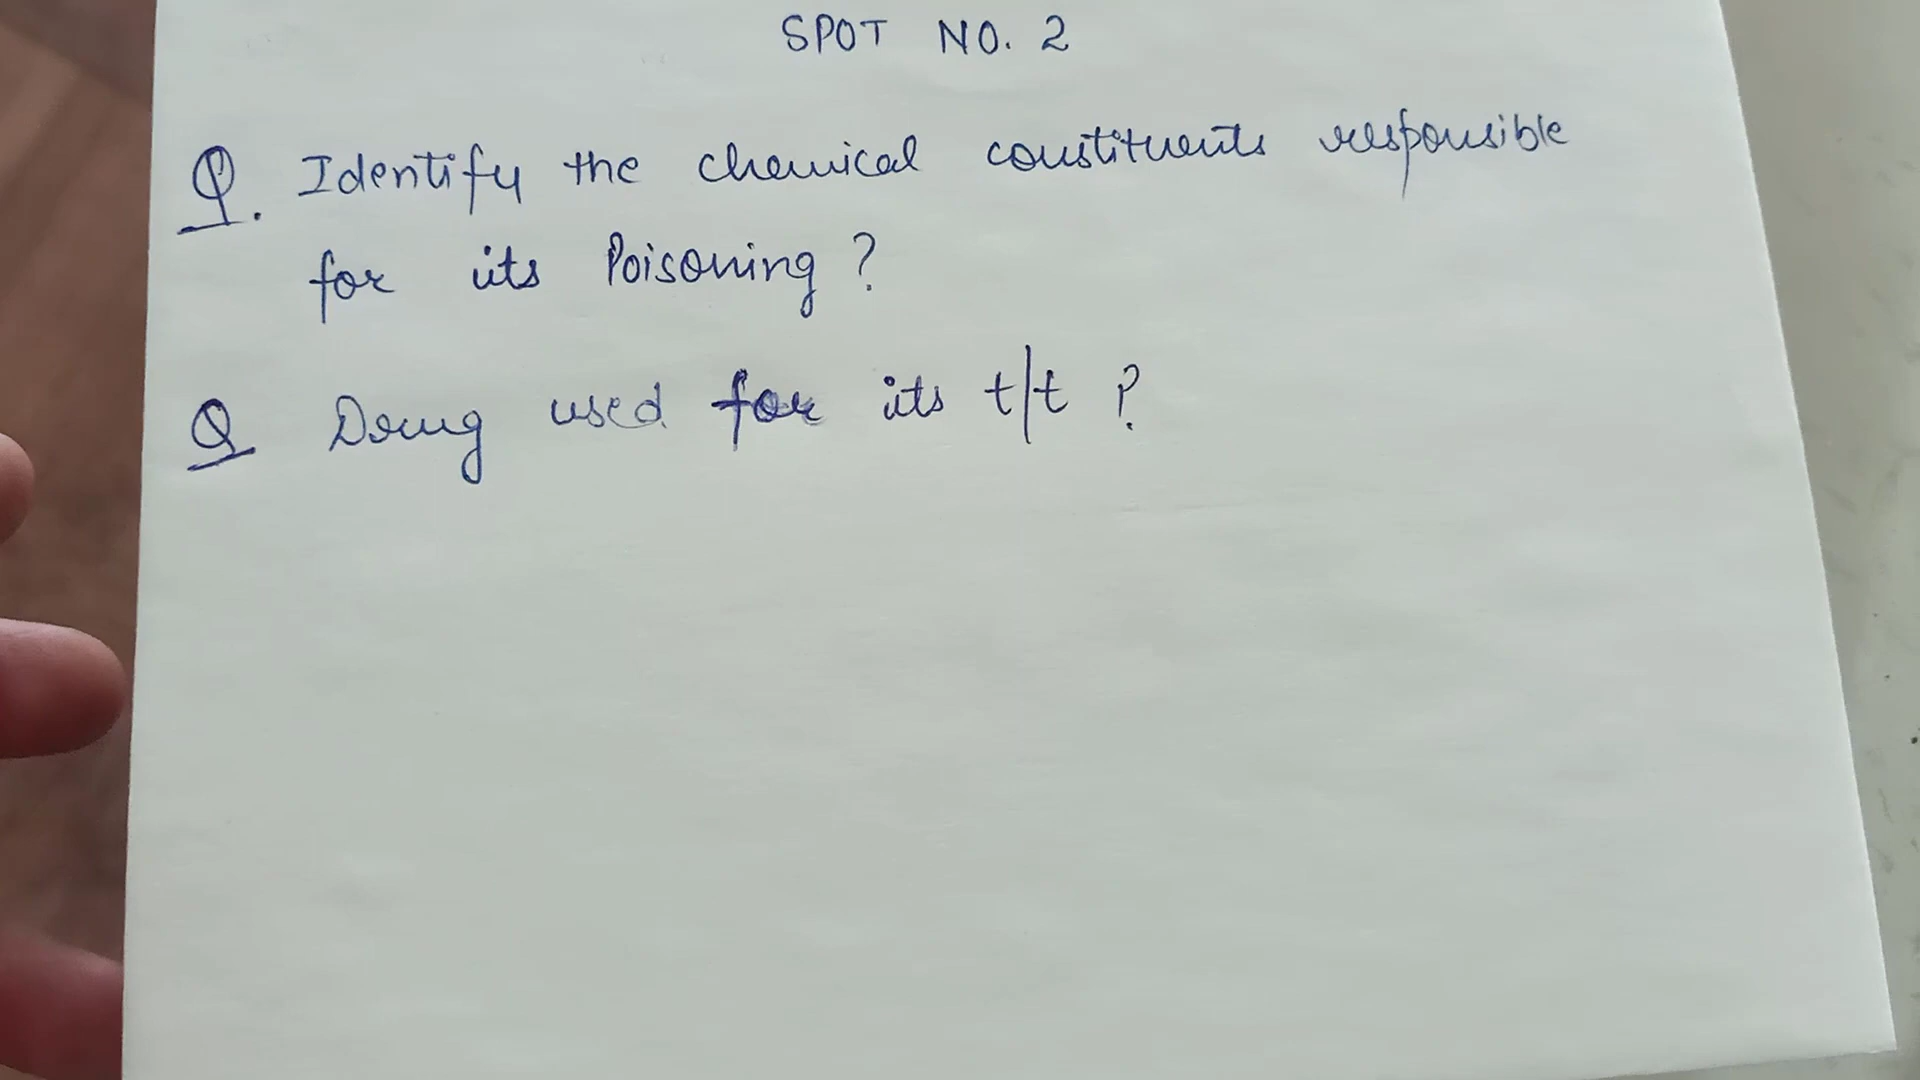 SPOT NO. 2
Q. Identify the chemical constituents responsible
for its Poisoning ?
Q Drug used for its t/t ?